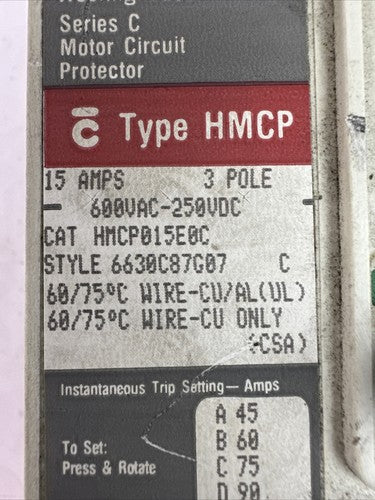 Series C
Motor Circuit
Protector
Type HMCP
15 AMPS 3 POLE
600VAC-250VDC
CAT HMCP015E0C
STYLE 6630C87G07 C
60/75°C WIRE-CU/AL(UL)
60/75°C WIRE-CU ONLY
(CSA)
Instantaneous Trip Setting — Amps
To Set:
Press & Rotate
A 45
B 60
C 75
D 90